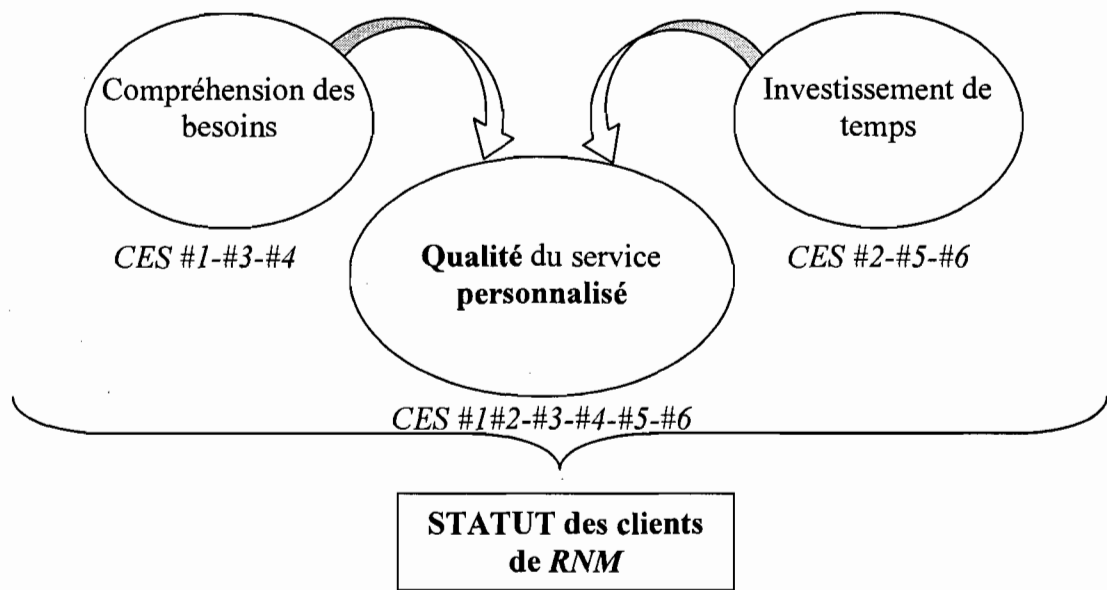 Compréhension des
besoins
Investissement de
temps
CES #1-#3-#4
Qualité du service
personnalisé
CES #2-#5-#6
CES #1#2-#3-#4-#5-#6
STATUT des clients
de RNM